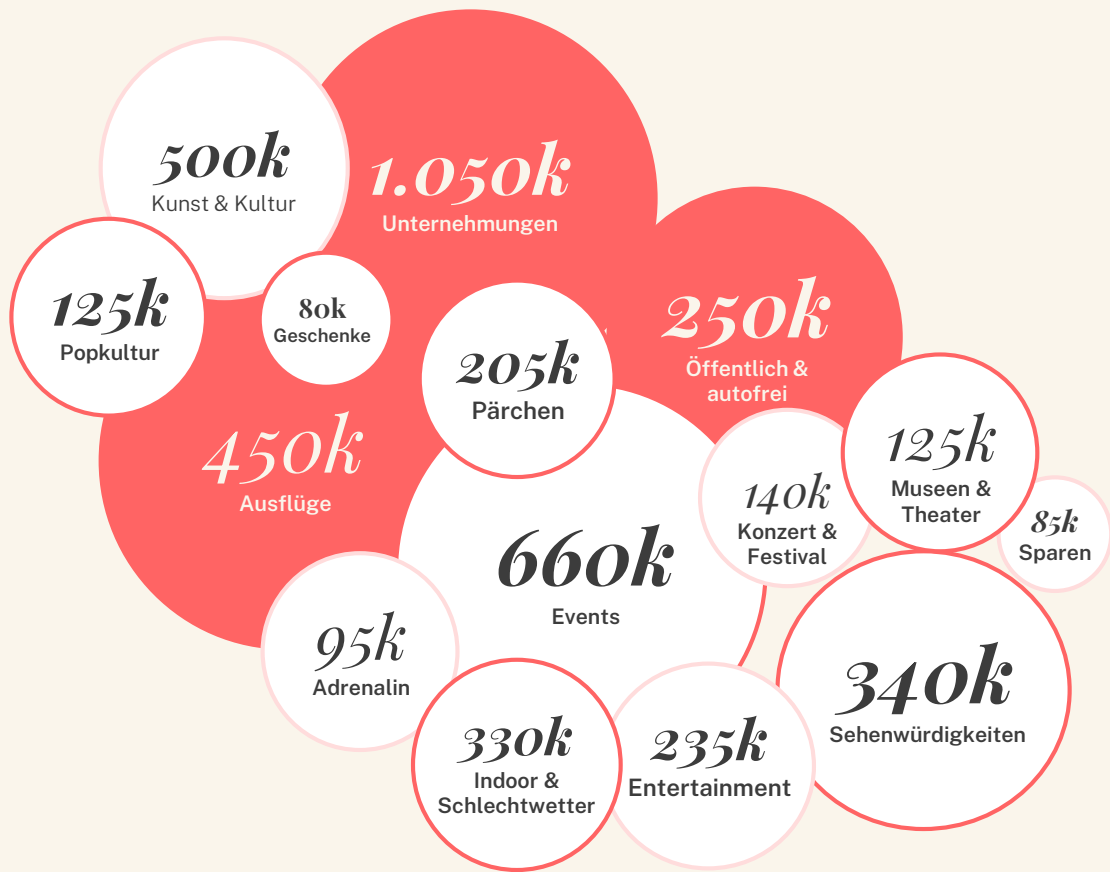 500k
Kunst & Kultur
1.050k
Unternehmungen
125k
Popkultur
80k
Geschenke
205k
Pärchen
250k
Öffentlich &
autofrei
450k
Ausflüge
660k
Events
140k
Konzert &
Festival
125k
Museen &
Theater
85k
Sparen
95k
Adrenalin
330k
Indoor &
Schlechtwetter
235k
Entertainment
340k
Sehenwürdigkeiten